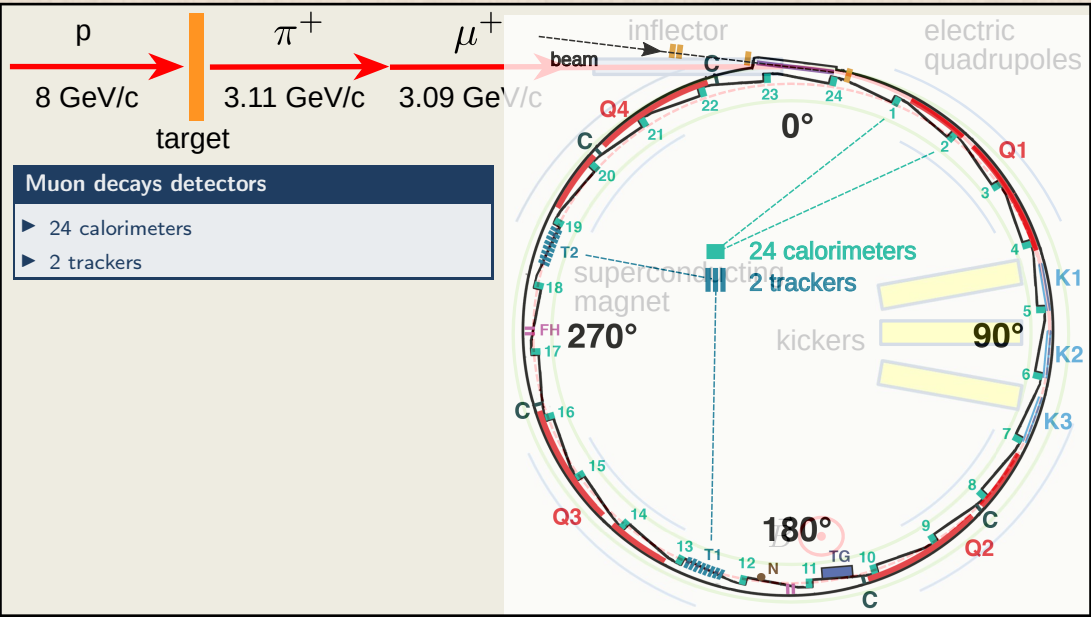 p
π⁺
μ⁺
8 GeV/c
3.11 GeV/c
3.09 GeV/c
target
Muon decays detectors
24 calorimeters
2 trackers
inflector
electric
quadrupoles
beam
C
22
23
24
1
0°
Q4
21
2
Q1
C
20
3
19
T2
4
24 calorimeters
superconducting
2 trackers
magnet
K1
18
5
FH
270°
kickers
90°
17
K2
6
C
16
K3
7
15
8
Q3
14
180°
B
9
C
Q2
13
T1
12
N
11
TG
10
C